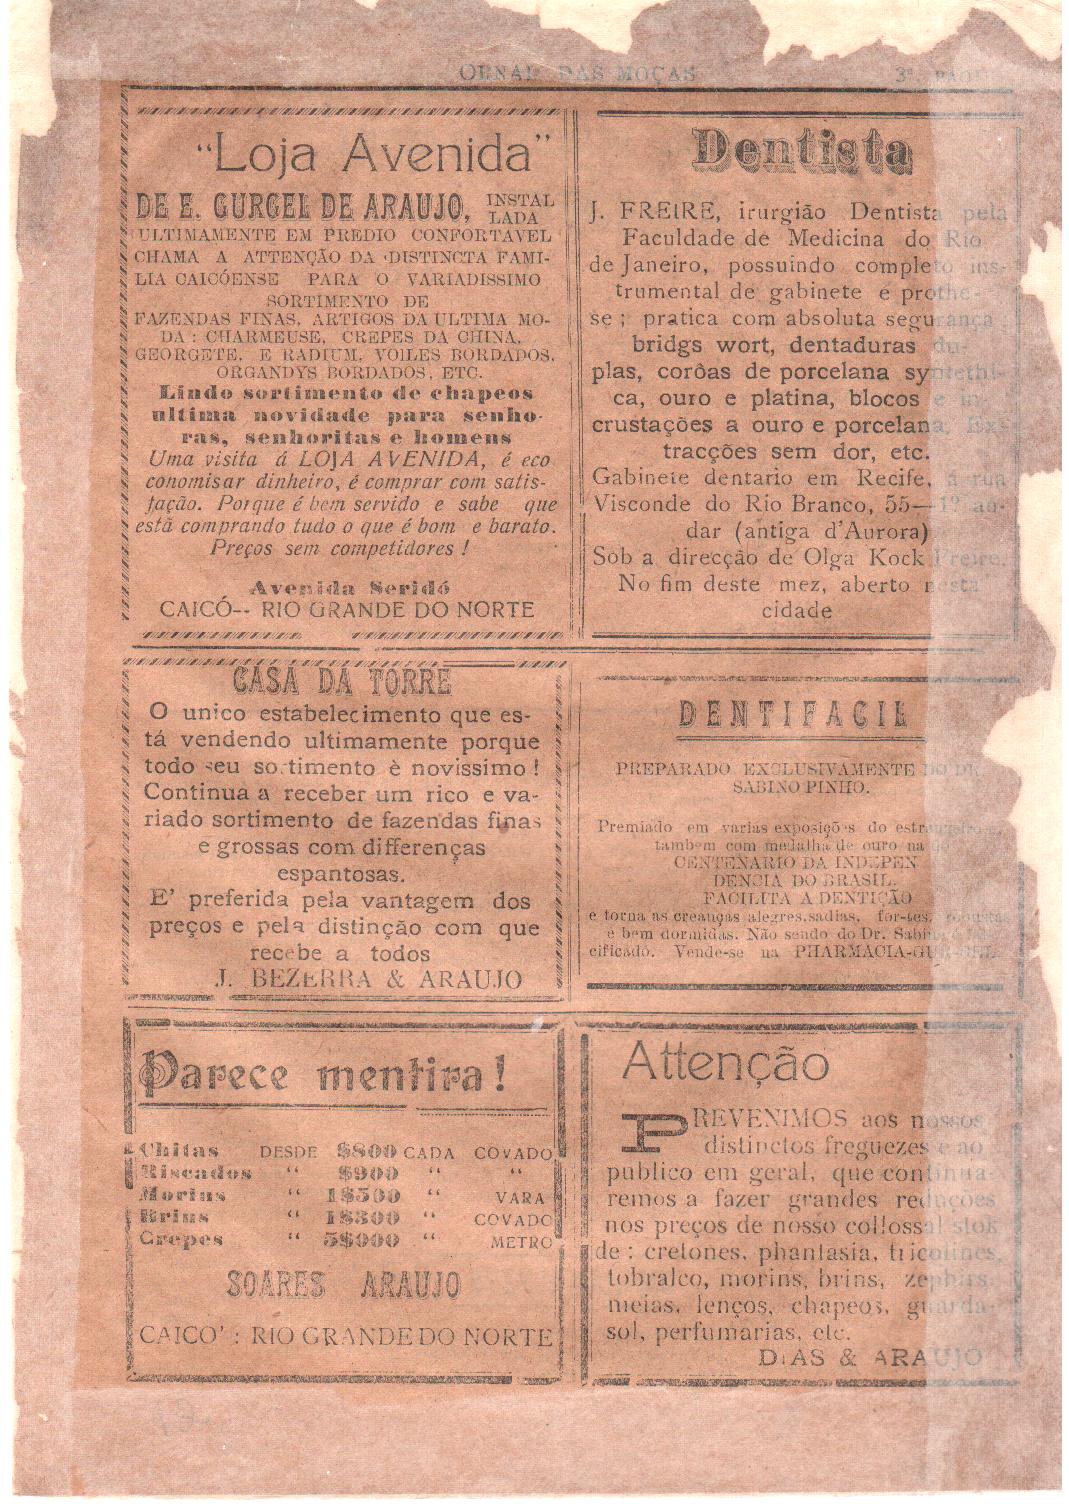 ORNAL DAS MOÇAS 3ª PAG
"Loja Avenida"
DE E. GURGEL DE ARAUJO, INSTAL
LADA
ULTIMAMENTE EM PREDIO CONFORTAVEL
CHAMA A ATTENÇÃO DA DISTINCTA FAMI-
LIA CAICÓENSE PARA O VARIADISSIMO
SORTIMENTO DE
FAZENDAS FINAS, ARTIGOS DA ULTIMA MO-
DA: CHARMEUSE, CREPES DA CHINA,
GEORGETE, E RADIUM, VOILES BORDADOS,
ORGANDYS BORDADOS, ETC.
Lindo sortimento de chapeos
ultima novidade para senho-
ras, senhoritas e homens
Uma visita á LOJA AVENIDA, é eco
conomisar dinheiro, é comprar com satis-
fação. Porque é bem servido e sabe que
está comprando tudo o que é bom e barato.
Preços sem competidores!
Avenida Seridó
CAICÓ-- RIO GRANDE DO NORTE
Dentista
J. FREIRE, irurgião Dentista pela
Faculdade de Medicina do Rio
de Janeiro, possuindo completo ins-
trumental de gabinete e prothe-
se; pratica com absoluta segurança:
bridgs wort, dentaduras du-
plas, corôas de porcelana syntethi-
ca, ouro e platina, blocos e in-
crustações a ouro e porcelana. Ex-
tracções sem dor, etc.
Gabinete dentario em Recife, á rua
Visconde do Rio Branco, 55—1º an-
dar (antiga d'Aurora)
Sob a direcção de Olga Kock Freire.
No fim deste mez, aberto nesta
cidade
CASA DA TORRE
O unico estabelecimento que es-
tá vendendo ultimamente porque
todo seu so.timento è novissimo!
Continua a receber um rico e va-
riado sortimento de fazendas finas
e grossas com differenças
espantosas.
E' preferida pela vantagem dos
preços e pela distinção com que
recebe a todos
J. BEZERRA & ARAUJO
DENTIFACIL
PREPARADO EXCLUSIVAMENTE DO DR.
SABINO PINHO.
Premiado em varias exposições do estrangeiro e
tambem com medalha de ouro na do
CENTENARIO DA INDEPEN
DENCIA DO BRASIL.
FACILITA A DENTIÇÃO
e torna as creanças alegres, sadias, for-tes, robustas
e bem dormidas. Não sendo do Dr. Sabino é
cificado. Vende-se na PHARMACIA-GURGEL.
Parece mentira!
Chitas DESDE $800 CADA COVADO
Riscados " $900 " "
Morins " 1$500 " VARA
Brins " 1$300 " COVADO
Crepes " 5$000 " METRO
SOARES ARAUJO
CAICO': RIO GRANDE DO NORTE
Attenção
PREVENIMOS aos nossos
distinctos freguezes e ao
publico em geral, que continua-
remos a fazer grandes reducções
nos preços de nosso collossal stok
de: cretones, phantasia, tricolines,
tobralco, morins, brins, zephirs,
meias, lenços, chapeos, guarda-
sol, perfumarias, etc.
DIAS & ARAUJO